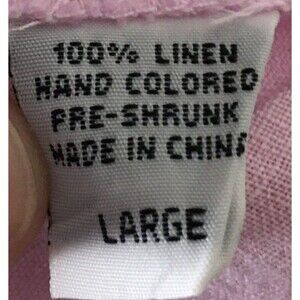 100% LINEN
HAND COLORED
PRE-SHRUNK
MADE IN CHINA
LARGE